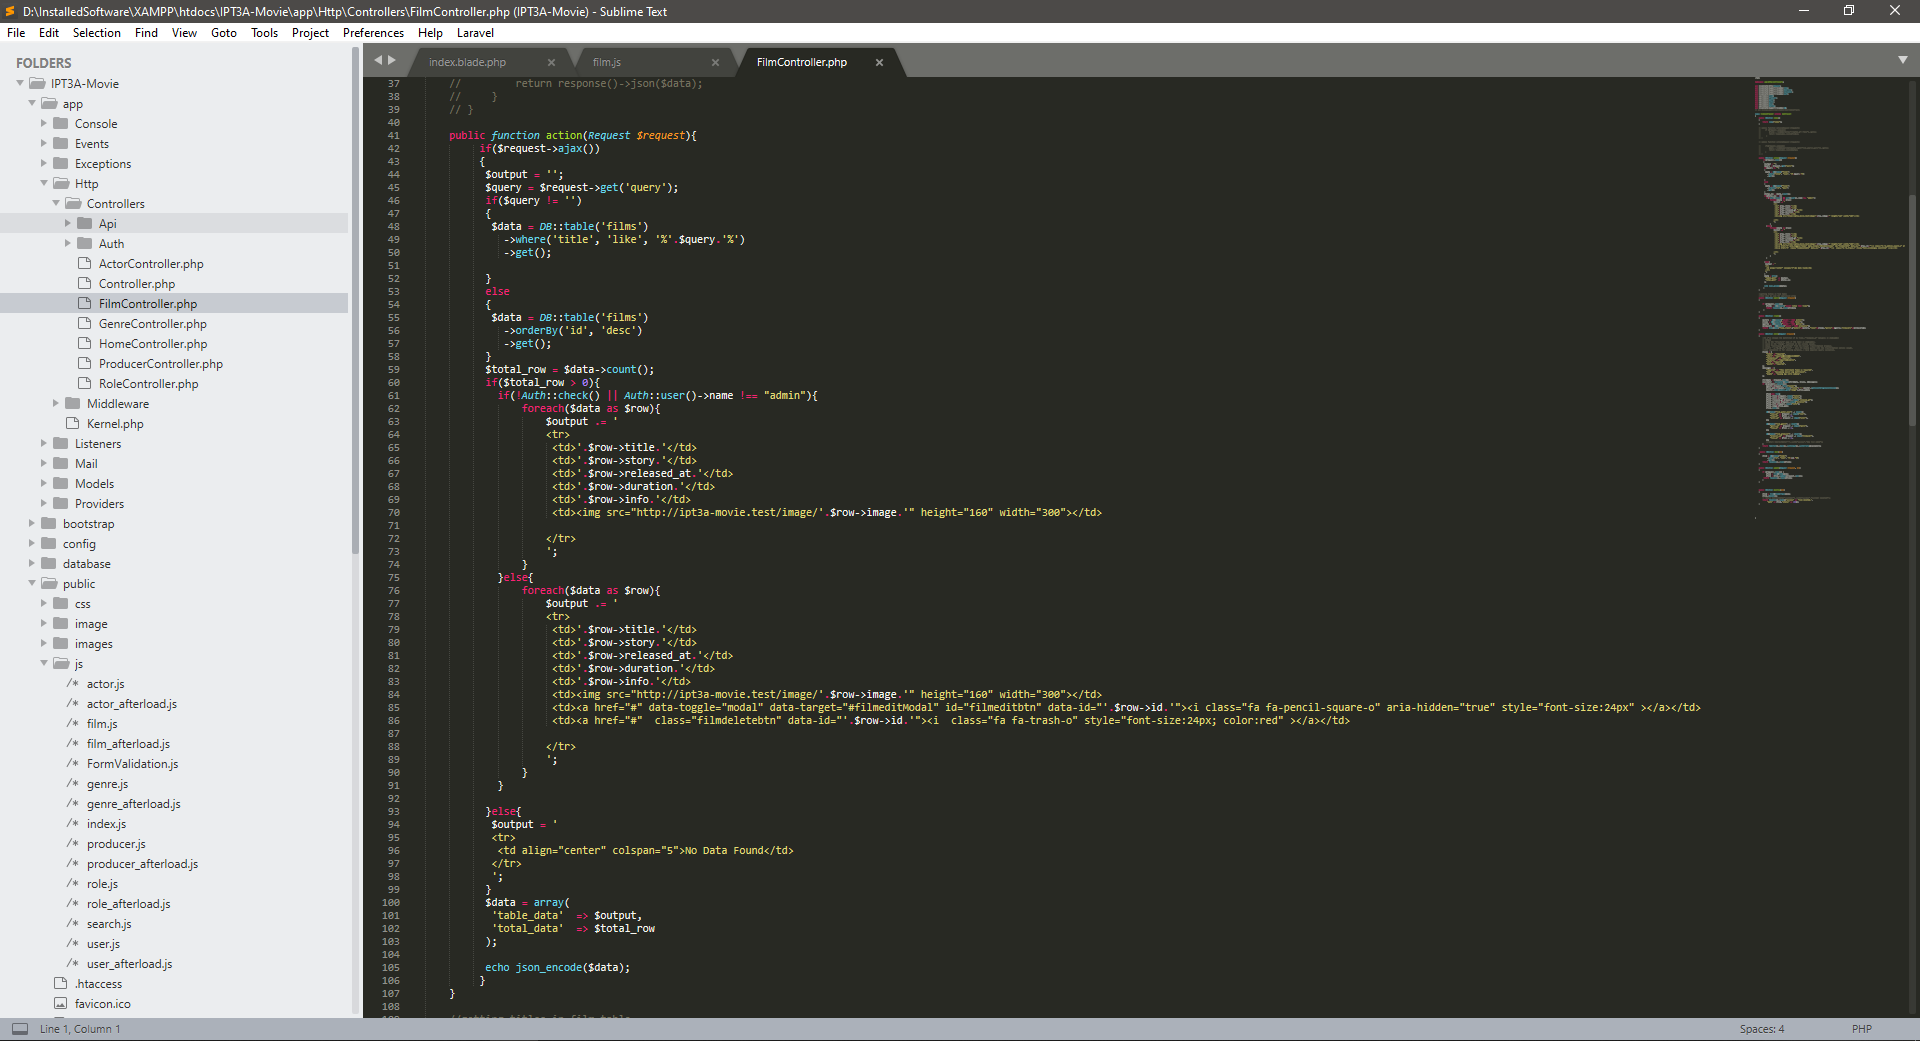 D:\InstalledSoftware\XAMPP\htdocs\IPT3A-Movie\app\Http\Controllers\FilmController.php (IPT3A-Movie) - Sublime Text
File Edit Selection Find View Goto Tools Project Preferences Help Laravel
FOLDERS
IPT3A-Movie
app
Console
Events
Exceptions
Http
Controllers
Api
Auth
ActorController.php
Controller.php
FilmController.php
GenreController.php
HomeController.php
ProducerController.php
RoleController.php
Middleware
Kernel.php
Listeners
Mail
Models
Providers
bootstrap
config
database
public
css
image
images
js
/* actor.js
/* actor_afterload.js
/* film.js
/* film_afterload.js
/* FormValidation.js
/* genre.js
/* genre_afterload.js
/* index.js
/* producer.js
/* producer_afterload.js
/* role.js
/* role_afterload.js
/* search.js
/* user.js
/* user_afterload.js
.htaccess
favicon.ico
index.blade.php × film.js × FilmController.php ×
37 // return response()->json($data);
38 // }
39 // }
40
41 public function action(Request $request){
42 if($request->ajax())
43 {
44 $output = '';
45 $query = $request->get('query');
46 if($query != '')
47 {
48 $data = DB::table('films')
49 ->where('title', 'like', '%'.$query.'%')
50 ->get();
51
52 }
53 else
54 {
55 $data = DB::table('films')
56 ->orderBy('id', 'desc')
57 ->get();
58 }
59 $total_row = $data->count();
60 if($total_row > 0){
61 if(!Auth::check() || Auth::user()->name !== "admin"){
62 foreach($data as $row){
63 $output .= '
64 <tr>
65 <td>'.$row->title.'</td>
66 <td>'.$row->story.'</td>
67 <td>'.$row->released_at.'</td>
68 <td>'.$row->duration.'</td>
69 <td>'.$row->info.'</td>
70 <td><img src="http://ipt3a-movie.test/image/'.$row->image.'" height="160" width="300"></td>
71
72 </tr>
73 ';
74 }
75 }else{
76 foreach($data as $row){
77 $output .= '
78 <tr>
79 <td>'.$row->title.'</td>
80 <td>'.$row->story.'</td>
81 <td>'.$row->released_at.'</td>
82 <td>'.$row->duration.'</td>
83 <td>'.$row->info.'</td>
84 <td><img src="http://ipt3a-movie.test/image/'.$row->image.'" height="160" width="300"></td>
85 <td><a href="#" data-toggle="modal" data-target="#filmeditModal" id="filmeditbtn" data-id="'.$row->id.'"><i class="fa fa-pencil-square-o" aria-hidden="true" style="font-size:24px" ></a></td>
86 <td><a href="#"  class="filmdeletebtn" data-id="'.$row->id.'"><i  class="fa fa-trash-o" style="font-size:24px; color:red" ></a></td>
87
88 </tr>
89 ';
90 }
91 }
92
93 }else{
94 $output = '
95 <tr>
96 <td align="center" colspan="5">No Data Found</td>
97 </tr>
98 ';
99 }
100 $data = array(
101 'table_data'  => $output,
102 'total_data'  => $total_row
103 );
104
105 echo json_encode($data);
106 }
107 }
108
Line 1, Column 1 Spaces: 4 PHP